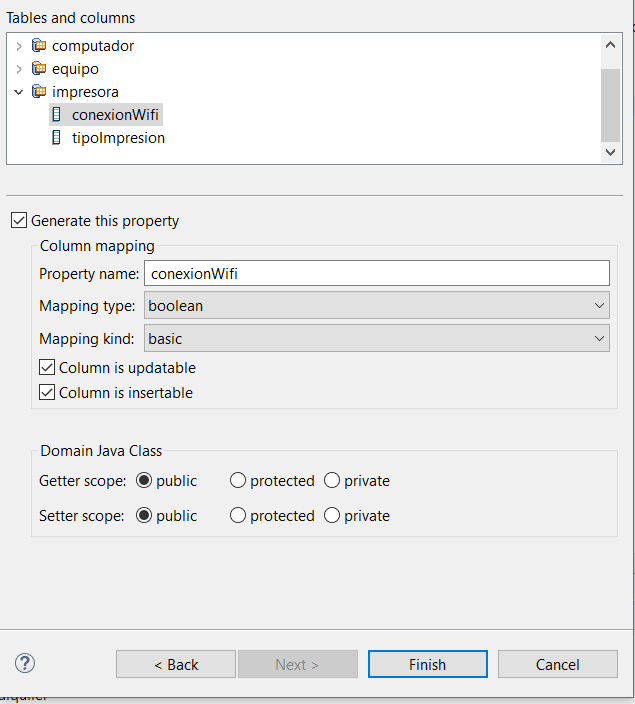 Tables and columns
computador
equipo
impresora
conexionWifi
tipoImpresion
Generate this property
Column mapping
Property name: conexionWifi
Mapping type: boolean
Mapping kind: basic
Column is updatable
Column is insertable
Domain Java Class
Getter scope: public protected private
Setter scope: public protected private
? < Back Next > Finish Cancel